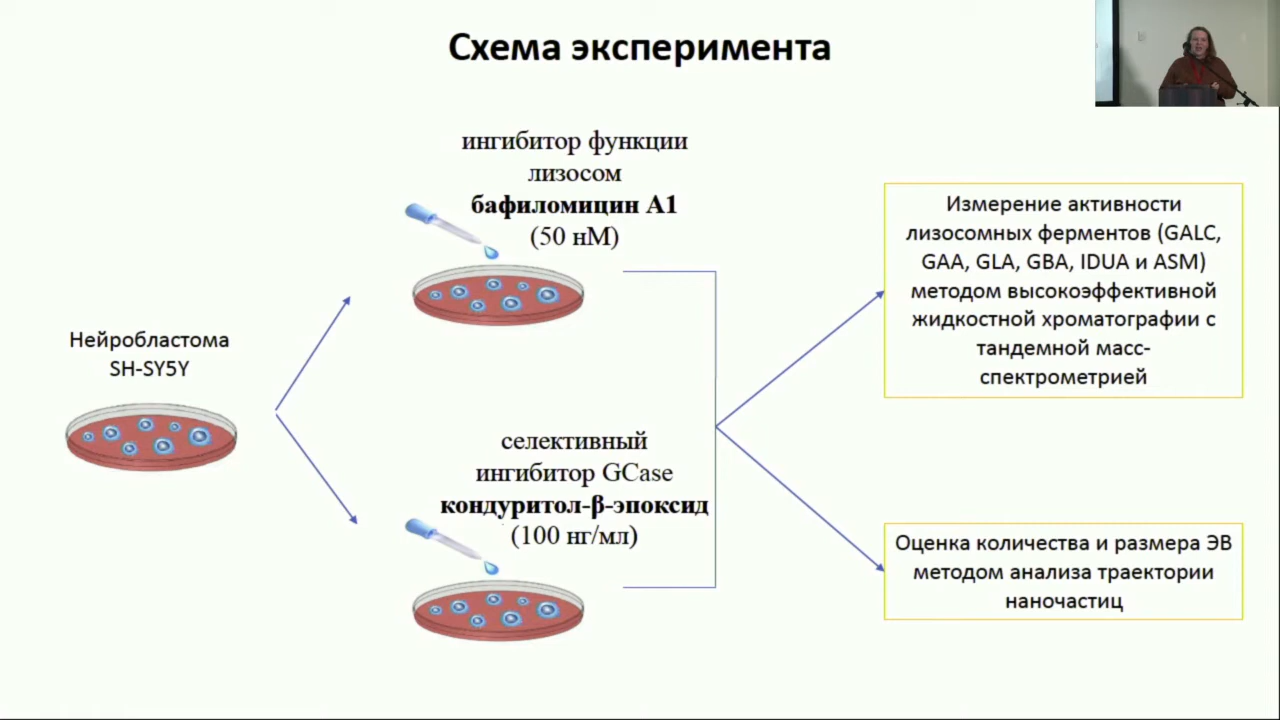 Схема эксперимента
ингибитор функции
лизосом
бафиломицин А1
(50 нМ)
Нейробластома
SH-SY5Y
селективный
ингибитор GCase
кондуритол-β-эпоксид
(100 нг/мл)
Измерение активности
лизосомных ферментов (GALC,
GAA, GLA, GBA, IDUA и ASM)
методом высокоэффективной
жидкостной хроматографии с
тандемной масс-
спектрометрией
Оценка количества и размера ЭВ
методом анализа траектории
наночастиц